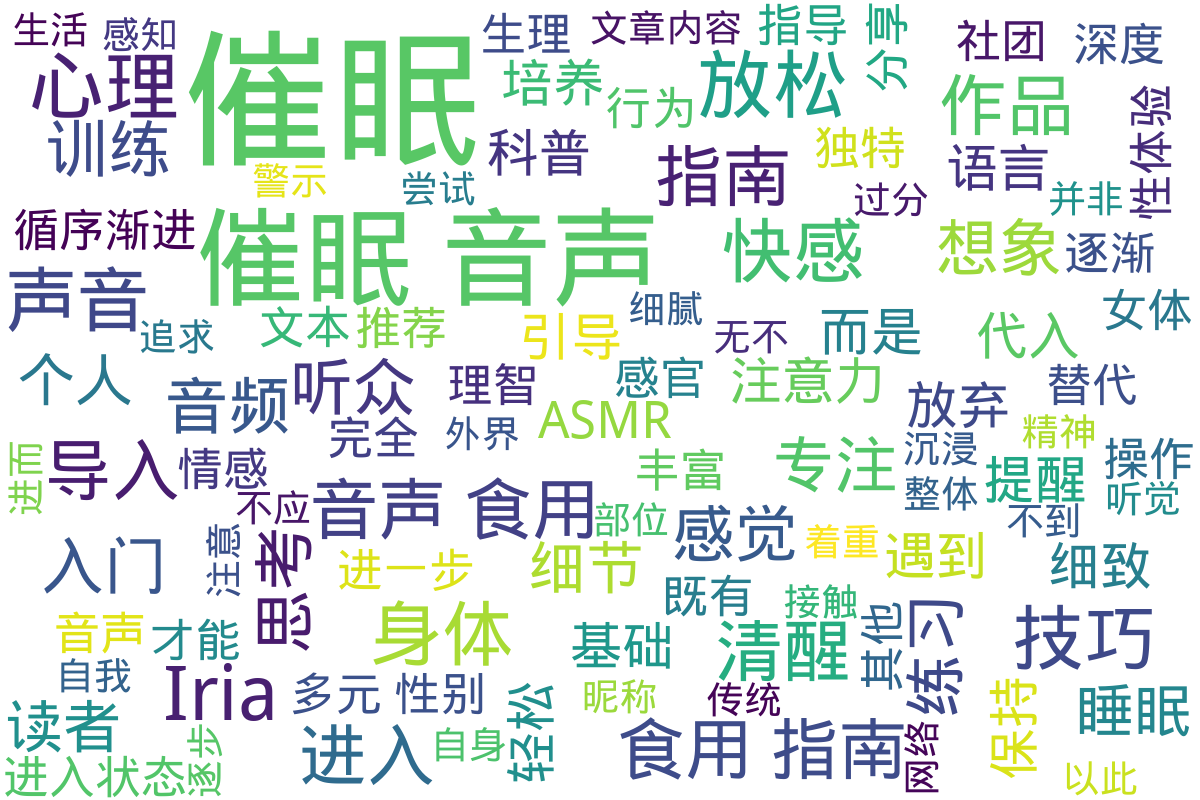 生活
感知
心理
训练
催眠
生理
文章内容
指导
分享
社团
深度
培养
行为
放松
作品
性体验
警示
尝试
科普
指南
独特
语言
过分
并非
循序渐进
催眠 音声
快感
想象
逐渐
声音
追求
文本
推荐
引导
细腻
无不
而是
代入
女体
个人
音频
听众
理智
感官
注意力
放弃
替代
完全
外界
ASMR
沉浸
精神
进而
导入
情感
丰富
专注
整体
提醒
操作
听觉
不应
音声 食用
部位
感觉
着重
不到
入门
注意
思考
进一步
细节
遇到
细致
既有
接触
音声
才能
身体
基础
清醒
其他
练习
技巧
自我
Iria
多元
性别
轻松
昵称
传统
保持
睡眠
读者
进入状态
逐步
进入
自身
食用 指南
网络
以此